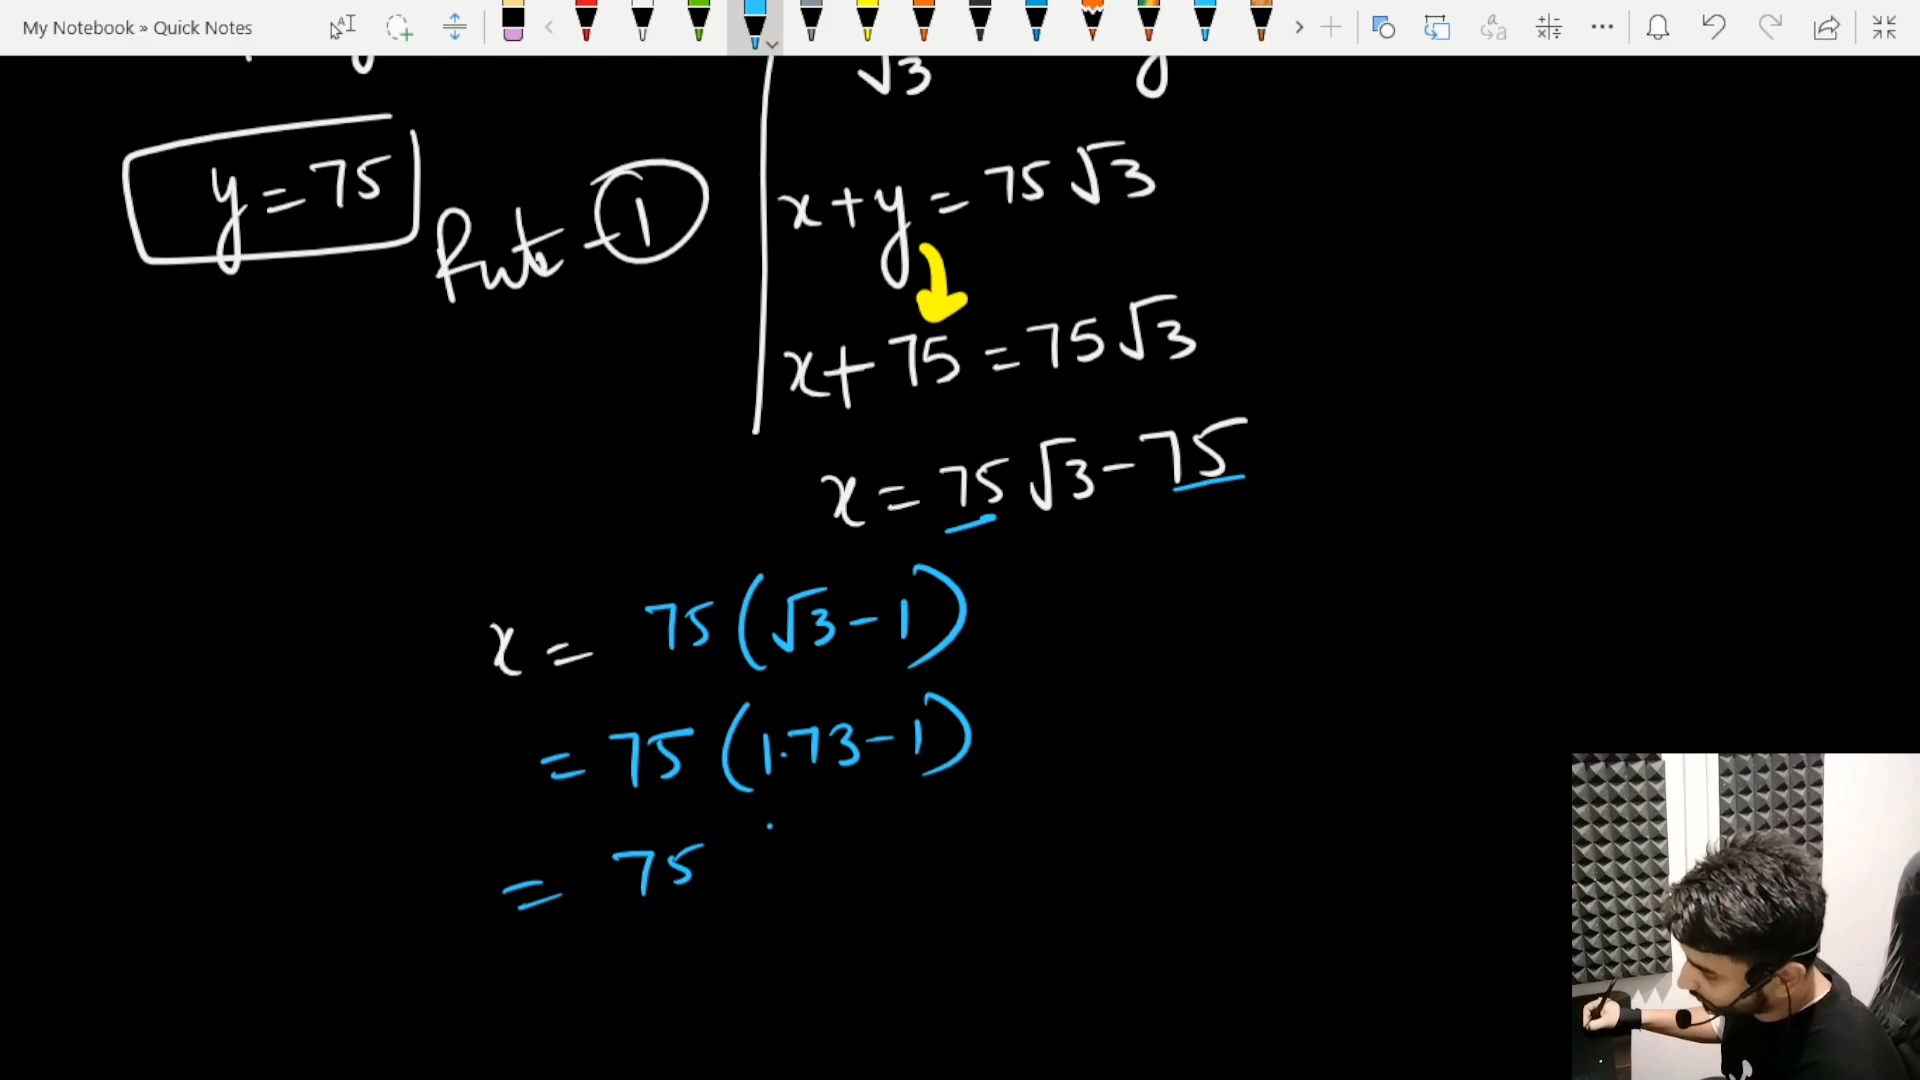 My Notebook » Quick Notes
√3 y
y = 75
Put - 1
x + y = 75 √3
x + 75 = 75 √3
x = 75 √3 - 75
x = 75 (√3 - 1)
= 75 (1.73 - 1)
= 75